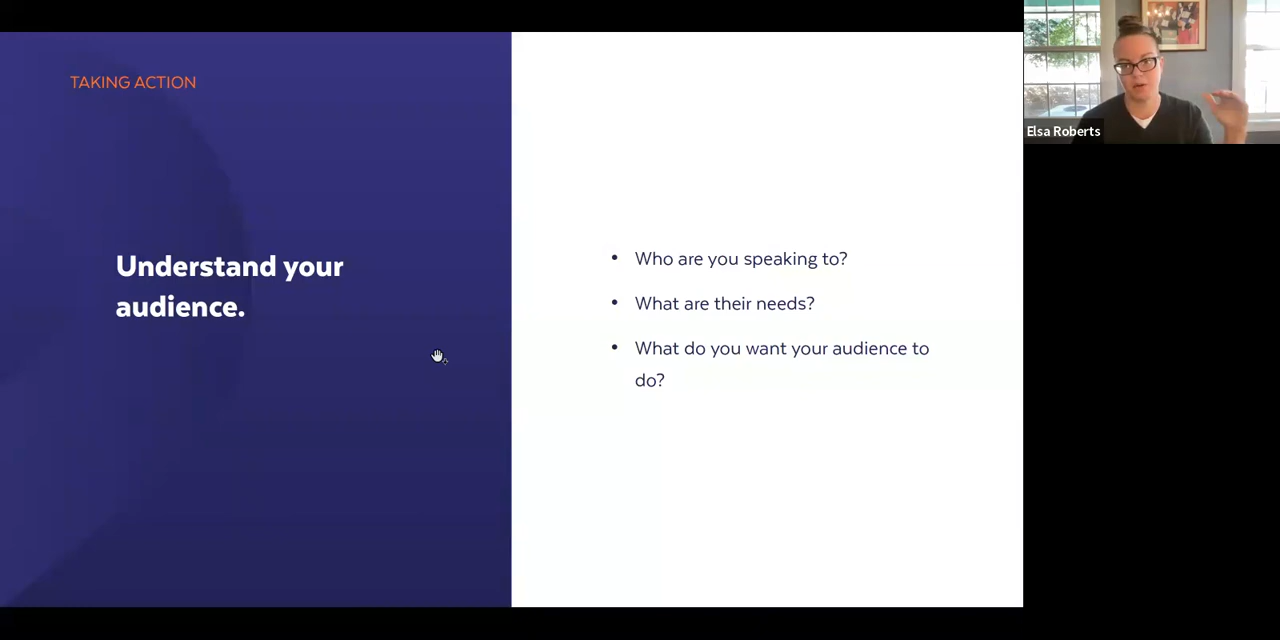 TAKING ACTION
Understand your
audience.
• Who are you speaking to?
• What are their needs?
• What do you want your audience to
do?
Elsa Roberts